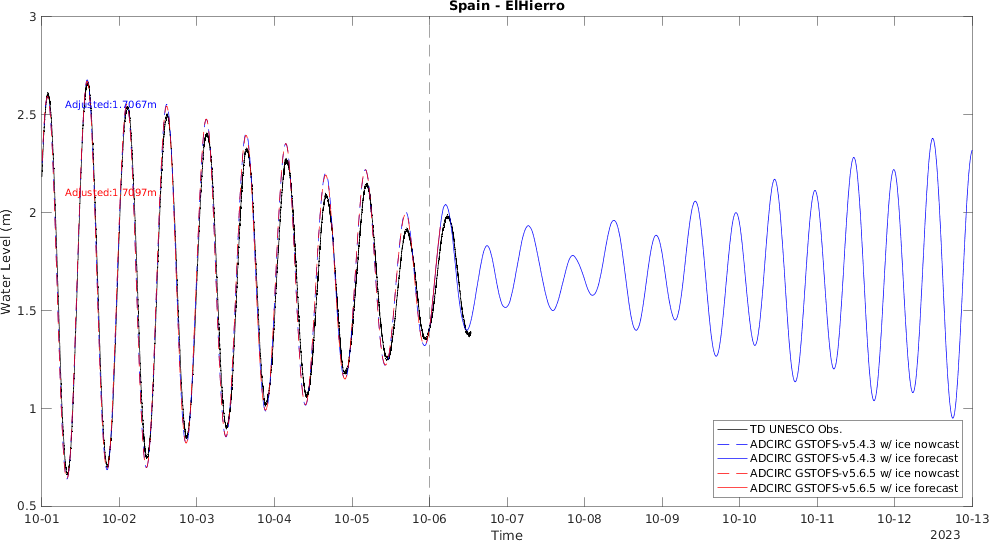 Spain - ElHierro
3
2.5
2
1.5
1
0.5
Water Level (m)
Adjusted:1.7067m
Adjusted:1.7097m
TD UNESCO Obs.
ADCIRC GSTOFS-v5.4.3 w/ ice nowcast
ADCIRC GSTOFS-v5.4.3 w/ ice forecast
ADCIRC GSTOFS-v5.6.5 w/ ice nowcast
ADCIRC GSTOFS-v5.6.5 w/ ice forecast
10-01 10-02 10-03 10-04 10-05 10-06 10-07 10-08 10-09 10-10 10-11 10-12 10-13
Time
2023